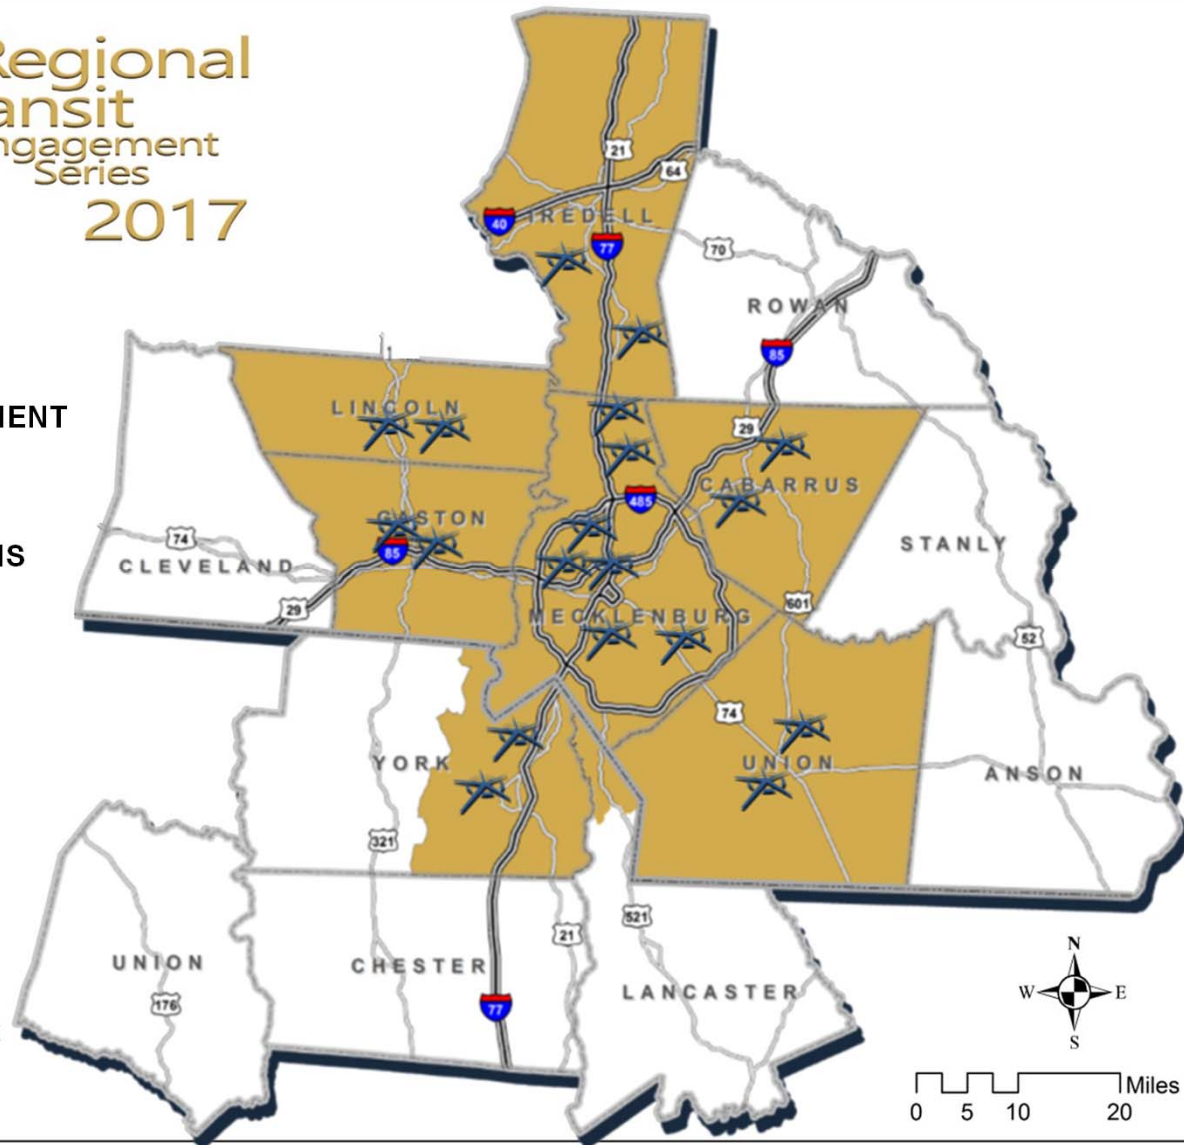 Regional
ansit
ngagement
Series
2017
21
64
40
IREDELL
77
70
ROWAN
85
1
LINCOLN
MENT
29
CABARRUS
485
GASTON
85
74
CLEVELAND
IS
STANLY
29
601
MECKLENBURG
52
74
YORK
UNION
ANSON
321
521
21
UNION
CHESTER
LANCASTER
176
77
N
W E
S
Miles
0 5 10 20